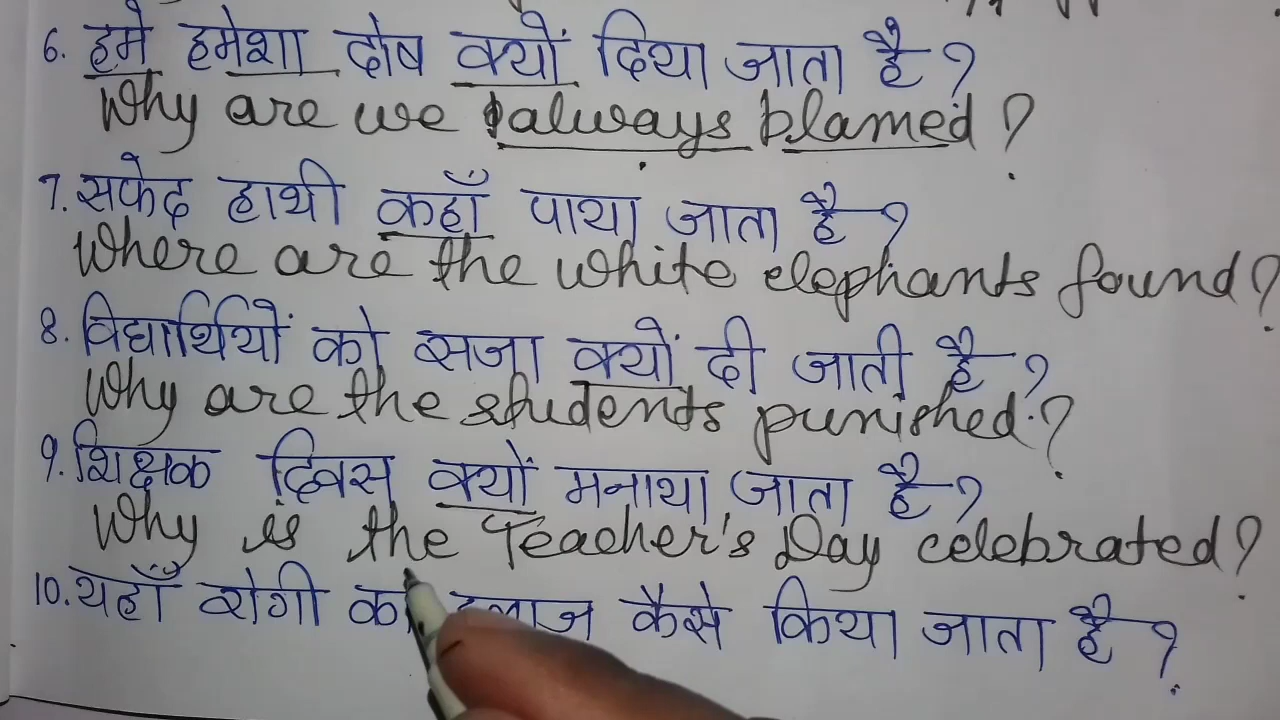 6. हमे हमेशा दोष क्यों दिया जाता है?
Why are we always blamed?
7. सफेद हाथी कहाँ पाया जाता है?
Where are the white elephants found?
8. विद्यार्थियों को सजा क्यों दी जाती है?
Why are the students punished?
9. शिक्षक दिवस क्यों मनाया जाता है?
Why is the Teacher's Day celebrated?
10. यहाँ रोगी का इलाज कैसे किया जाता है?